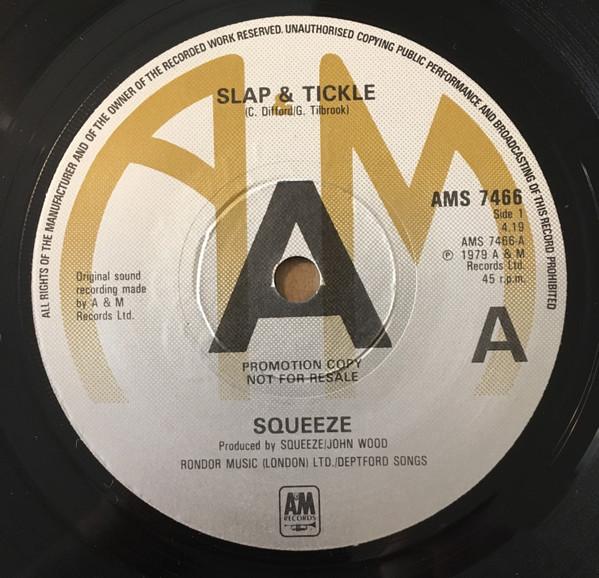 ALL RIGHTS OF THE MANUFACTURER AND OF THE OWNER OF THE RECORDED WORK RESERVED. UNAUTHORISED COPYING PUBLIC PERFORMANCE AND BROADCASTING OF THIS RECORD PROHIBITED
A&M
SLAP & TICKLE
(C. Difford/G. Tilbrook)
AMS 7466
Side 1
4.19
AMS 7466-A
℗ 1979 A & M
Records Ltd.
45 r.p.m.
Original sound
recording made
by A & M
Records Ltd.
A
A
PROMOTION COPY
NOT FOR RESALE
SQUEEZE
Produced by SQUEEZE/JOHN WOOD
RONDOR MUSIC (LONDON) LTD./DEPTFORD SONGS
A&M
RECORDS